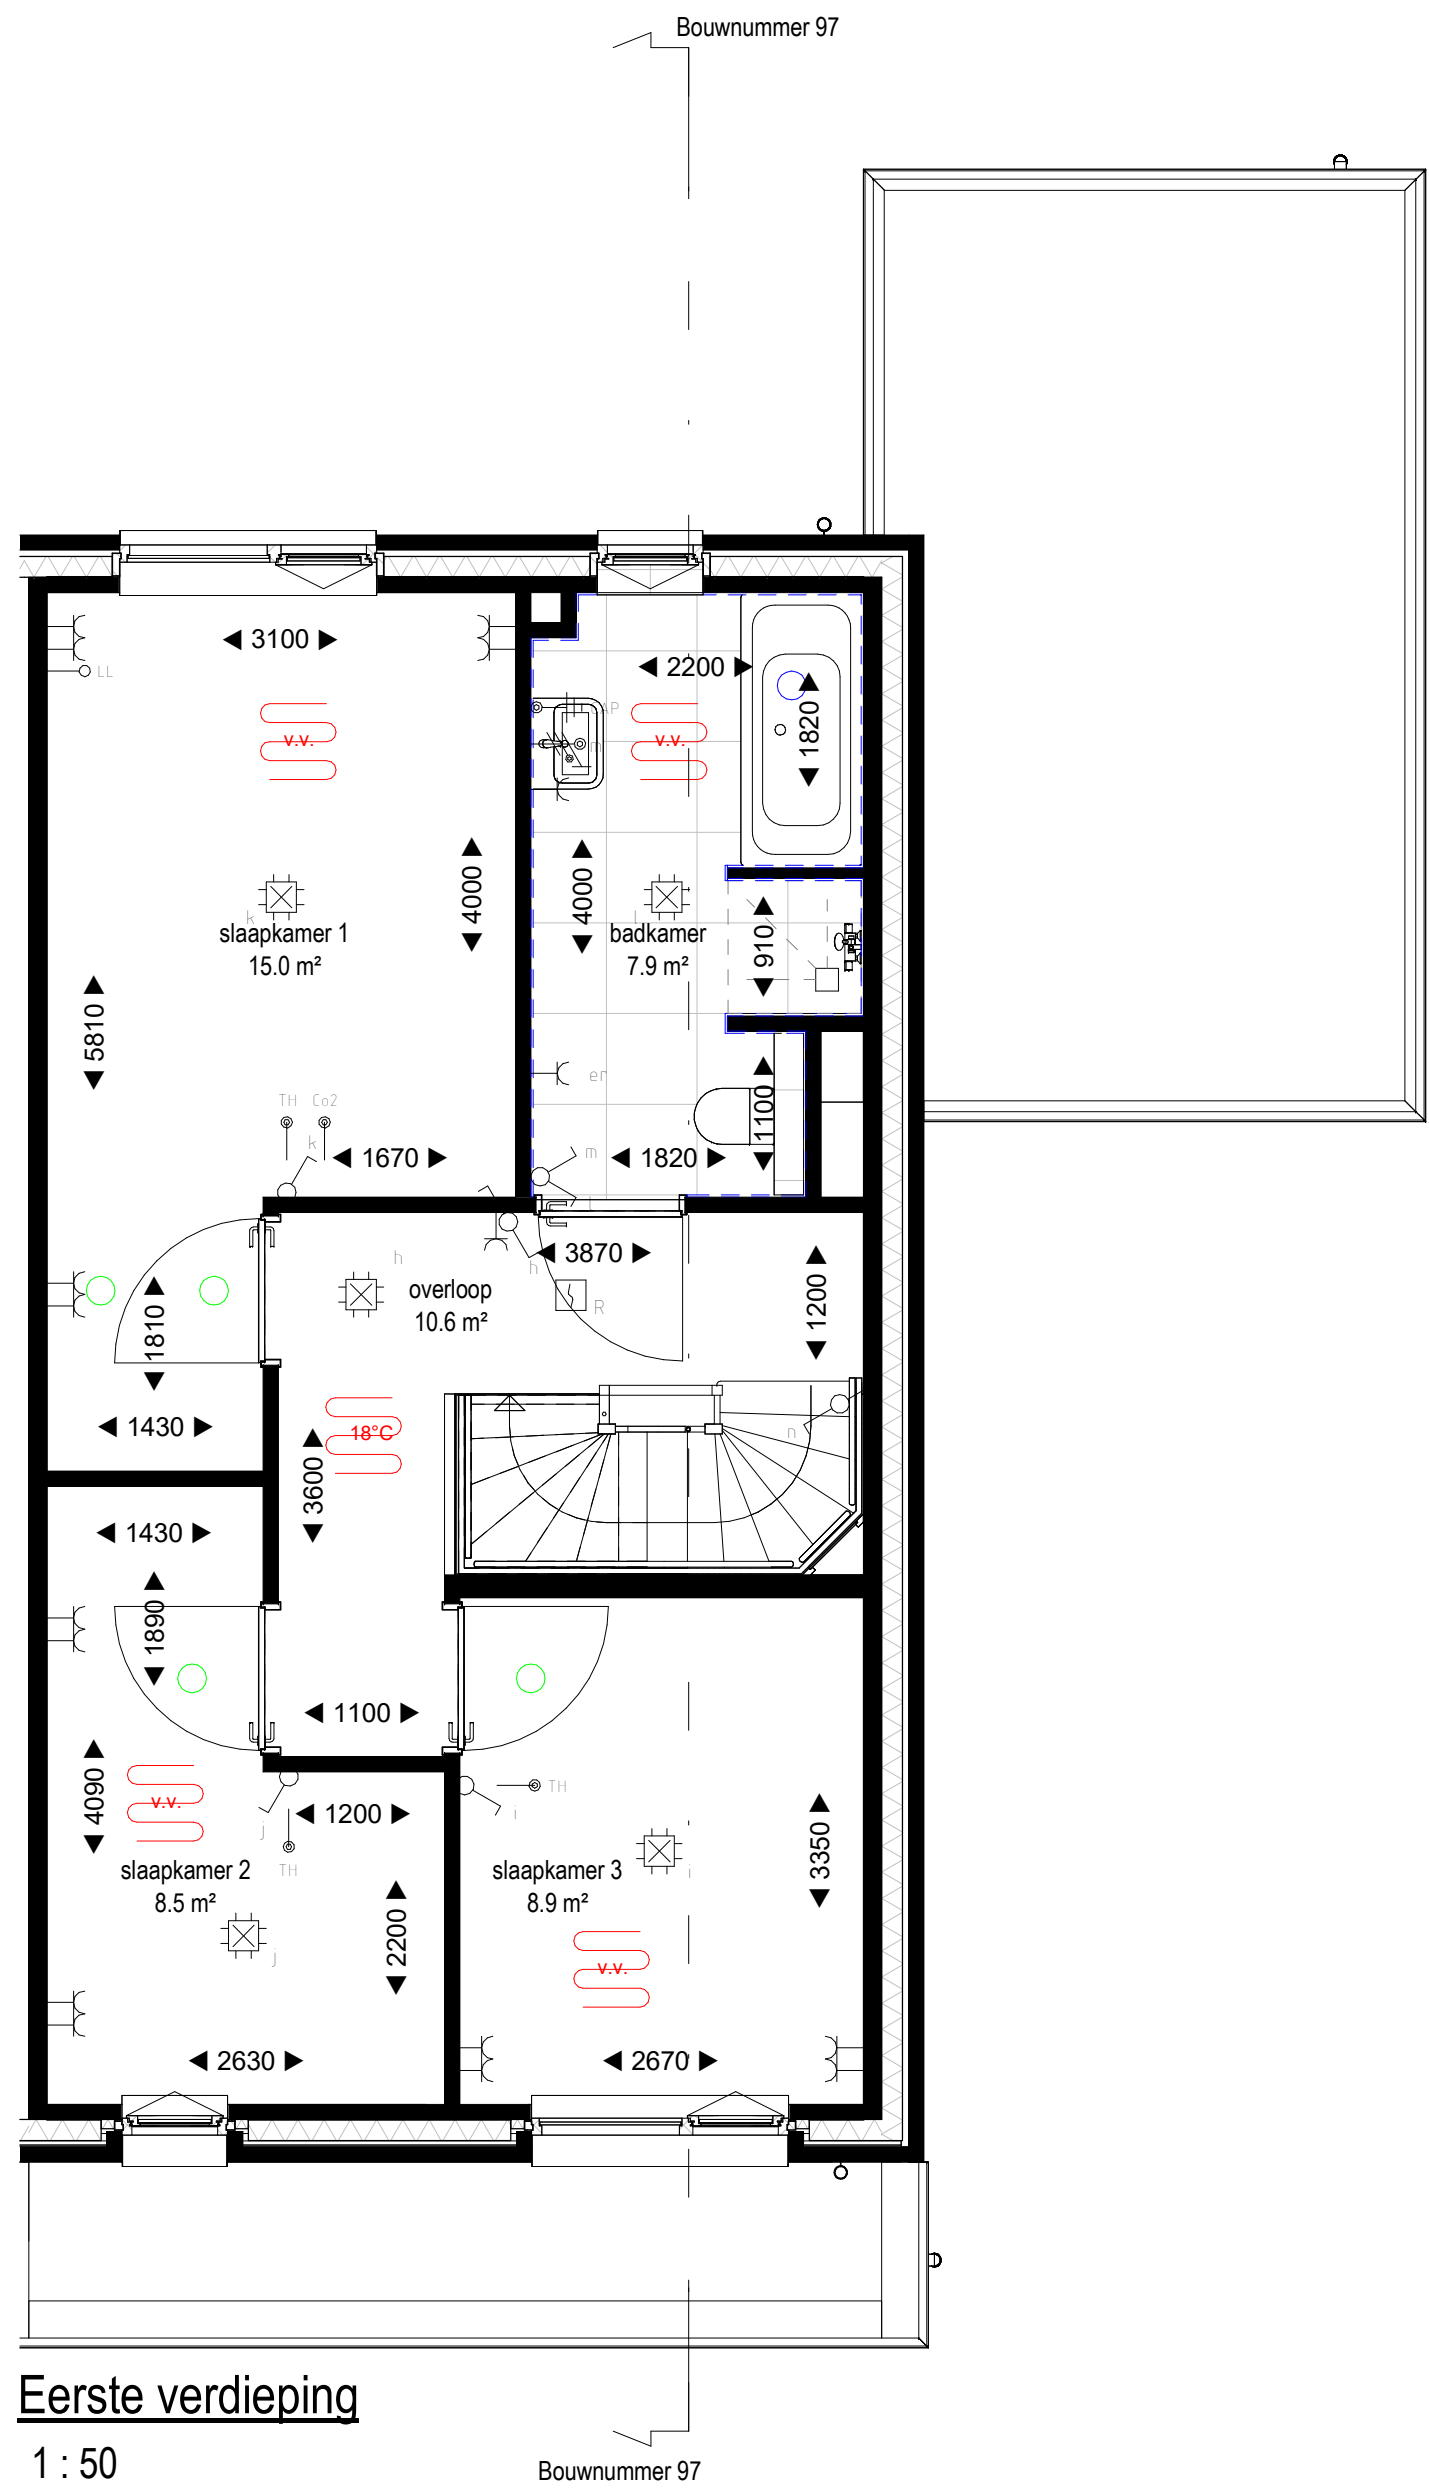 Bouwnummer 97
3100
2200
LL
AP
v.v.
v.v.
m
1820
4000
4000
k
l
slaapkamer 1
15.0 m²
badkamer
7.9 m²
910
5810
er
TH Co2
k
1670
1100
m
1820
l
h
h
3870
overloop
10.6 m²
R
1200
1810
1430
18°C
n
3600
1430
1890
1100
4090
v.v.
TH
i
j
1200
TH
slaapkamer 2
8.5 m²
slaapkamer 3
8.9 m²
i
3350
j
2200
v.v.
2630
2670
Eerste verdieping
1 : 50
Bouwnummer 97